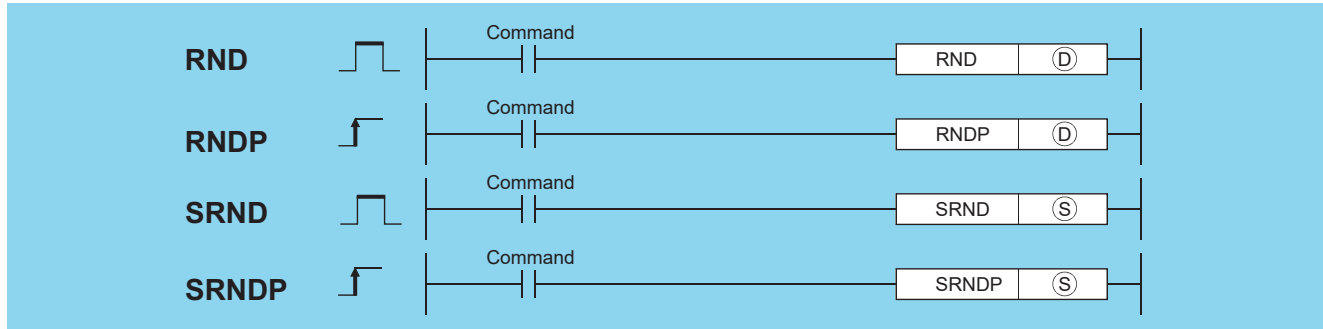 Command
RND RND Ⓓ
Command
RNDP RNDP Ⓓ
Command
SRND SRND Ⓢ
Command
SRNDP SRNDP Ⓢ